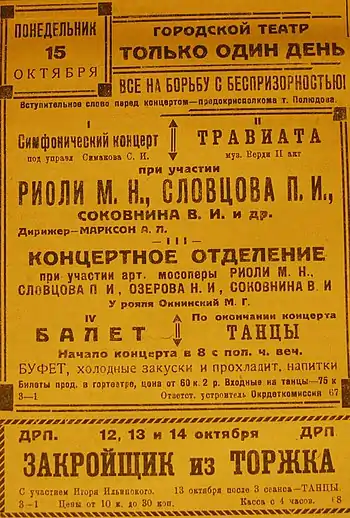 ПОНЕДЕЛЬНИК
15
ОКТЯБРЯ
ГОРОДСКОЙ ТЕАТР
ТОЛЬКО ОДИН ДЕНЬ
ВСЕ НА БОРЬБУ С БЕСПРИЗОРНОСТЬЮ!
Вступительное слово перед концертом—предокрисполкома т. Полюдова.
I
Симфонический концерт
под управл Симакова С. И.
II
ТРАВИАТА
муз. Верди II акт
при участии
РИОЛИ М. Н., СЛОВЦОВА П. И.,
СОКОВНИНА В. И. и др.
Дирижер—МАРКСОН А. Л.
—III—
КОНЦЕРТНОЕ ОТДЕЛЕНИЕ
при участии арт. мосоперы РИОЛИ М. Н.,
СЛОВЦОВА П И, ОЗЕРОВА Н. И, СОКОВНИНА В. И
У рояля Окнинский М. Г.
IV
БАЛЕТ
По окончании концерта
ТАНЦЫ
Начало концерта в 8 с пол. ч. веч.
БУФЕТ, холодные закуски и прохладит, напитки
Билеты прод. в гортеатре, цена от 60 к. 2 р. Входные на танцы—75 к
3—1 Ответст. устроитель Окрдеткомиссия 67
ДРП. 12, 13 и 14 октября ДРП
ЗАКРОЙЩИК из ТОРЖКА
С участием Игоря Ильинского. 13 октября после 3 сеанса—ТАНЦЫ.
3—1 Цены от 10 к. до 30 коп. Касса с 4 часов. 68